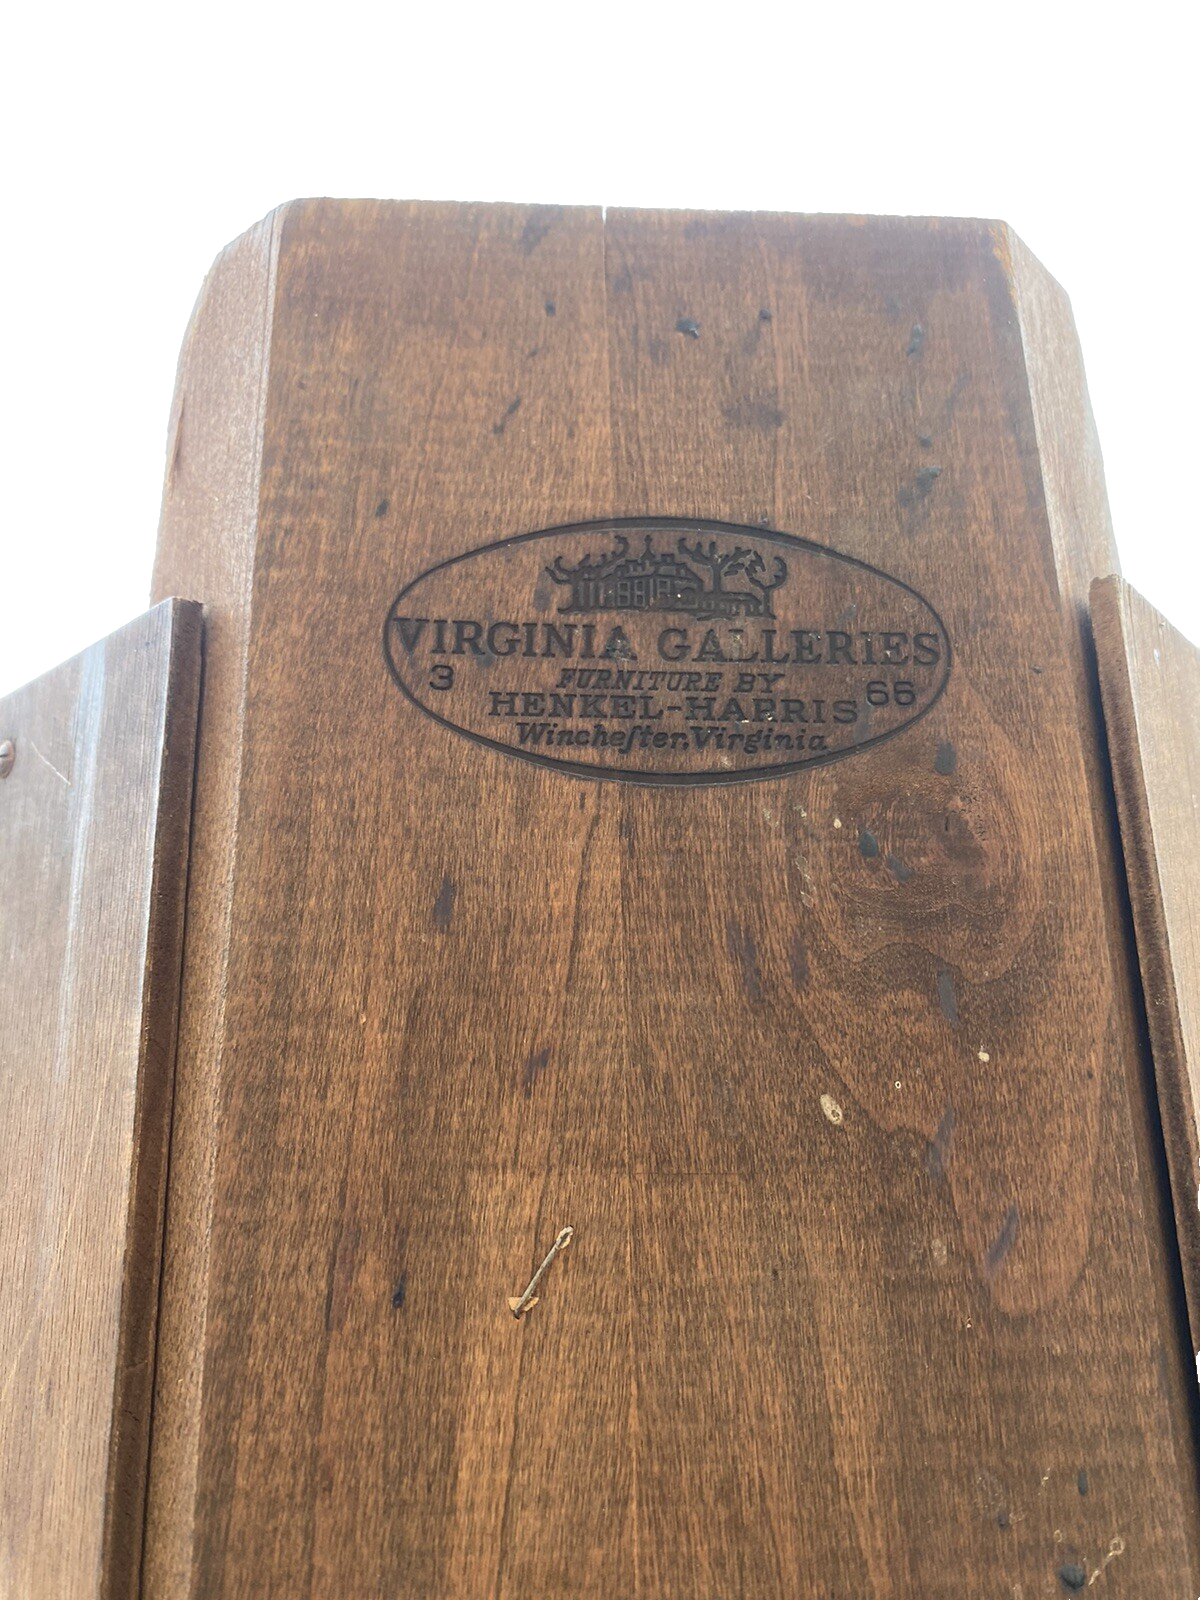 VIRGINIA GALLERIES
3 FURNITURE BY 66
HENKEL-HARRIS
Wincheſter, Virginia